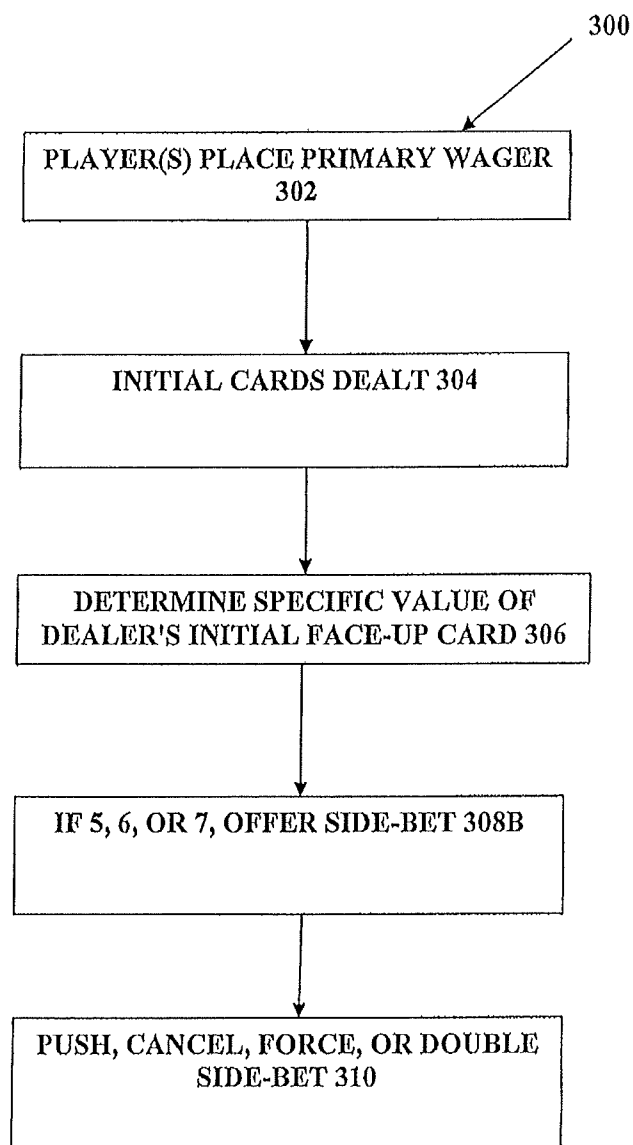 300
PLAYER(S) PLACE PRIMARY WAGER
302
INITIAL CARDS DEALT 304
DETERMINE SPECIFIC VALUE OF
DEALER'S INITIAL FACE-UP CARD 306
IF 5, 6, OR 7, OFFER SIDE-BET 308B
PUSH, CANCEL, FORCE, OR DOUBLE
SIDE-BET 310